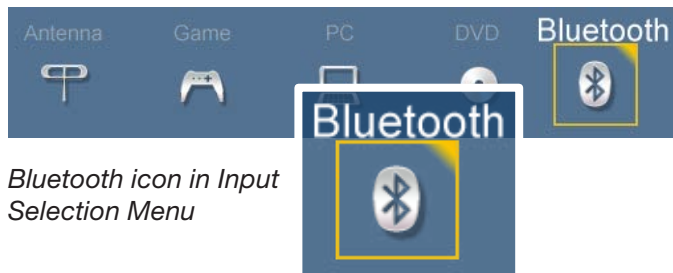 Antenna Game PC DVD Bluetooth
Bluetooth
Bluetooth icon in Input
Selection Menu